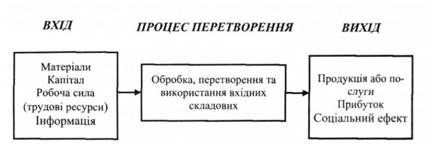 ВХІД
ПРОЦЕС ПЕРЕТВОРЕННЯ
ВИХІД
Матеріали
Капітал
Робоча сила
(трудові ресурси)
Інформація
Обробка, перетворення та
використання вхідних
складових
Продукція або по-
слуги
Прибуток
Соціальний ефект